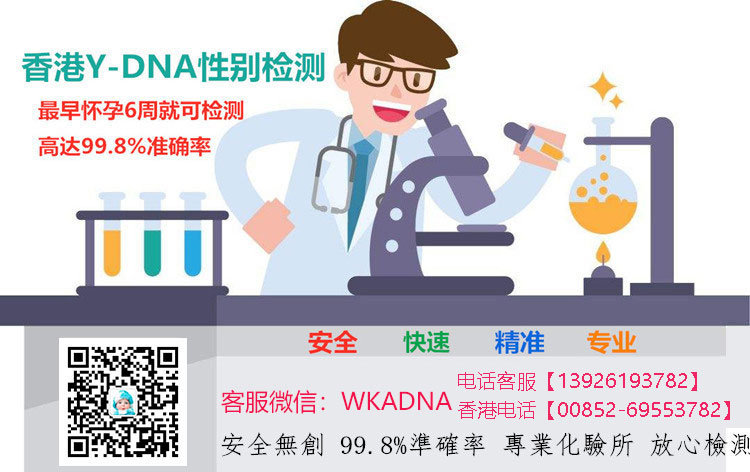 香港Y-DNA性别检测
最早怀孕6周就可检测
高达99.8%准确率
安全 快速 精准 专业
客服微信：WKADNA
电话客服【13926193782】
香港电话【00852-69553782】
安全無創 99.8%準確率 專業化驗所 放心檢測